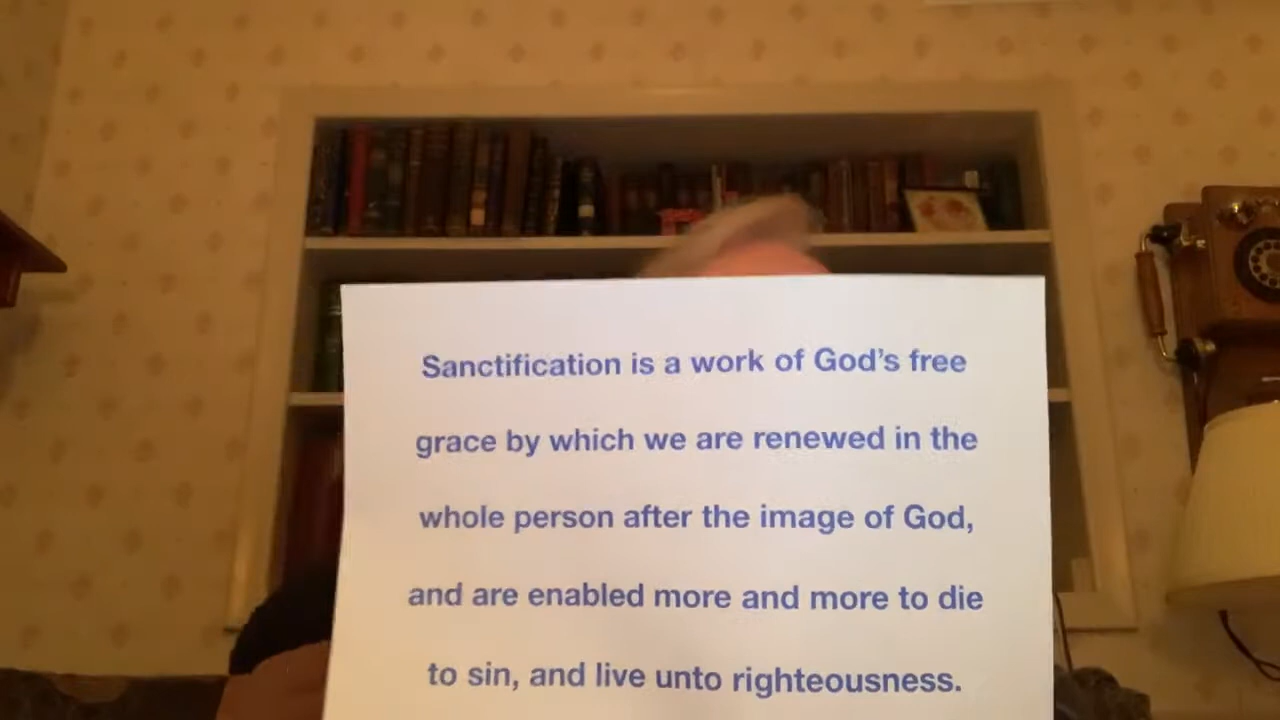 Sanctification is a work of God's free
grace by which we are renewed in the
whole person after the image of God,
and are enabled more and more to die
to sin, and live unto righteousness.